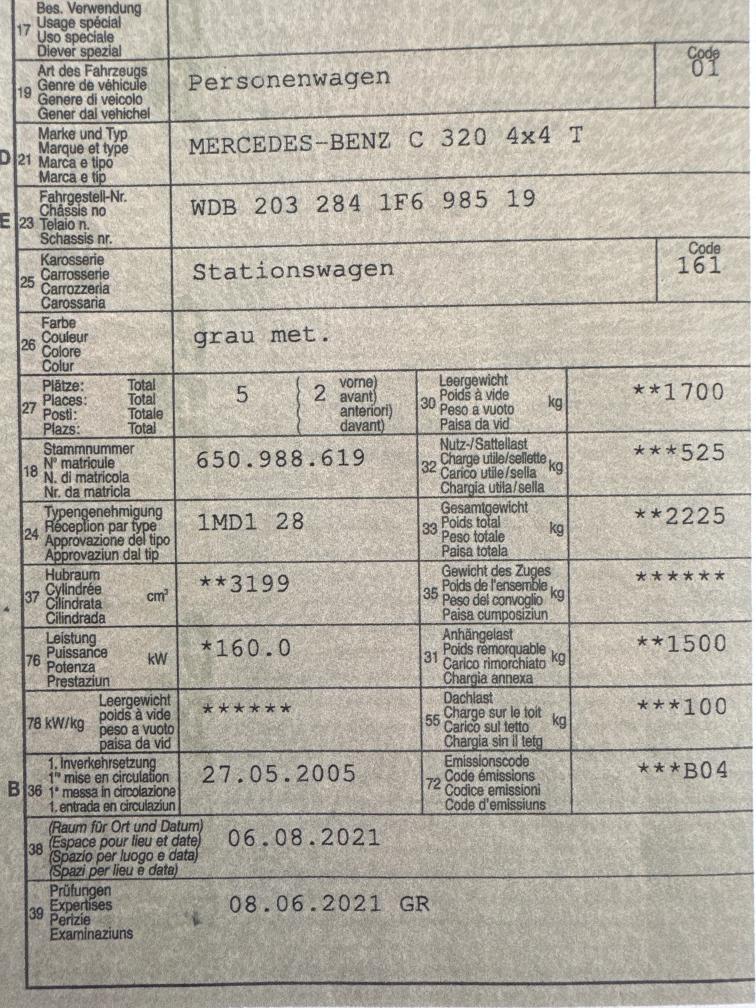 17 Bes. Verwendung
Usage spécial
Uso speciale
Diever spezial
19 Art des Fahrzeugs
Genre de véhicule
Genere di veicolo
Gener dal vehichel
Personenwagen
Code
01
D 21 Marke und Typ
Marque et type
Marca e tipo
Marca e tip
MERCEDES-BENZ C 320 4x4 T
E 23 Fahrgestell-Nr.
Châssis no
Telaio n.
Schassis nr.
WDB 203 284 1F6 985 19
25 Karosserie
Carrosserie
Carrozzeria
Carossaria
Stationswagen
Code
161
26 Farbe
Couleur
Colore
Colur
grau met.
27 Plätze: Total
Places: Total
Posti: Totale
Plazs: Total
5 ( 2 vorne)
avant)
anteriori)
davant)
30 Leergewicht
Poids à vide
Peso a vuoto
Paisa da vid
kg
**1700
18 Stammnummer
N° matricule
N. di matricola
Nr. da matricla
650.988.619
32 Nutz-/Sattellast
Charge utile/sellette
Carico utile/sella
Chargia utila/sella
kg
***525
24 Typengenehmigung
Réception par type
Approvazione del tipo
Approvaziun dal tip
1MD1 28
33 Gesamtgewicht
Poids total
Peso totale
Paisa totala
kg
**2225
37 Hubraum
Cylindrée
Cilindrata
Cilindrada
cm³
**3199
35 Gewicht des Zuges
Poids de l'ensemble
Peso del convoglio
Paisa cumposiziun
kg
******
76 Leistung
Puissance
Potenza
Prestaziun
kW
*160.0
31 Anhängelast
Poids remorquable
Carico rimorchiato
Chargia annexa
kg
**1500
78 kW/kg Leergewicht
poids à vide
peso a vuoto
paisa da vid
******
55 Dachlast
Charge sur le toit
Carico sul tetto
Chargia sin il tetg
kg
***100
B 36 1. Inverkehrsetzung
1re mise en circulation
1a messa in circolazione
1. entrada en circulaziun
27.05.2005
72 Emissionscode
Code émissions
Codice emissioni
Code d'emissiuns
***B04
38 (Raum für Ort und Datum)
(Espace pour lieu et date)
(Spazio per luogo e data)
(Spazi per lieu e data)
06.08.2021
39 Prüfungen
Expertises
Perizie
Examinaziuns
08.06.2021 GR